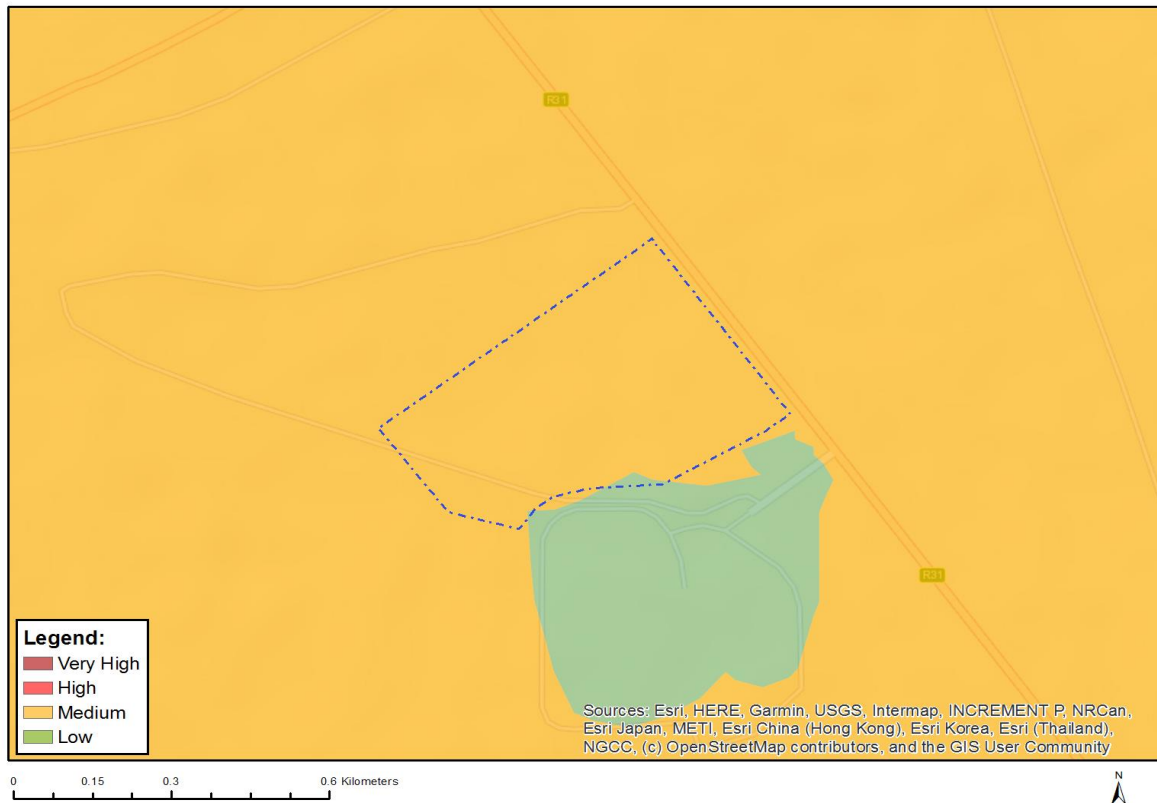 R31
R31
Legend:
Very High
High
Medium
Low
Sources: Esri, HERE, Garmin, USGS, Intermap, INCREMENT P, NRCan,
Esri Japan, METI, Esri China (Hong Kong), Esri Korea, Esri (Thailand),
NGCC, (c) OpenStreetMap contributors, and the GIS User Community
0 0.15 0.3 0.6 Kilometers
N